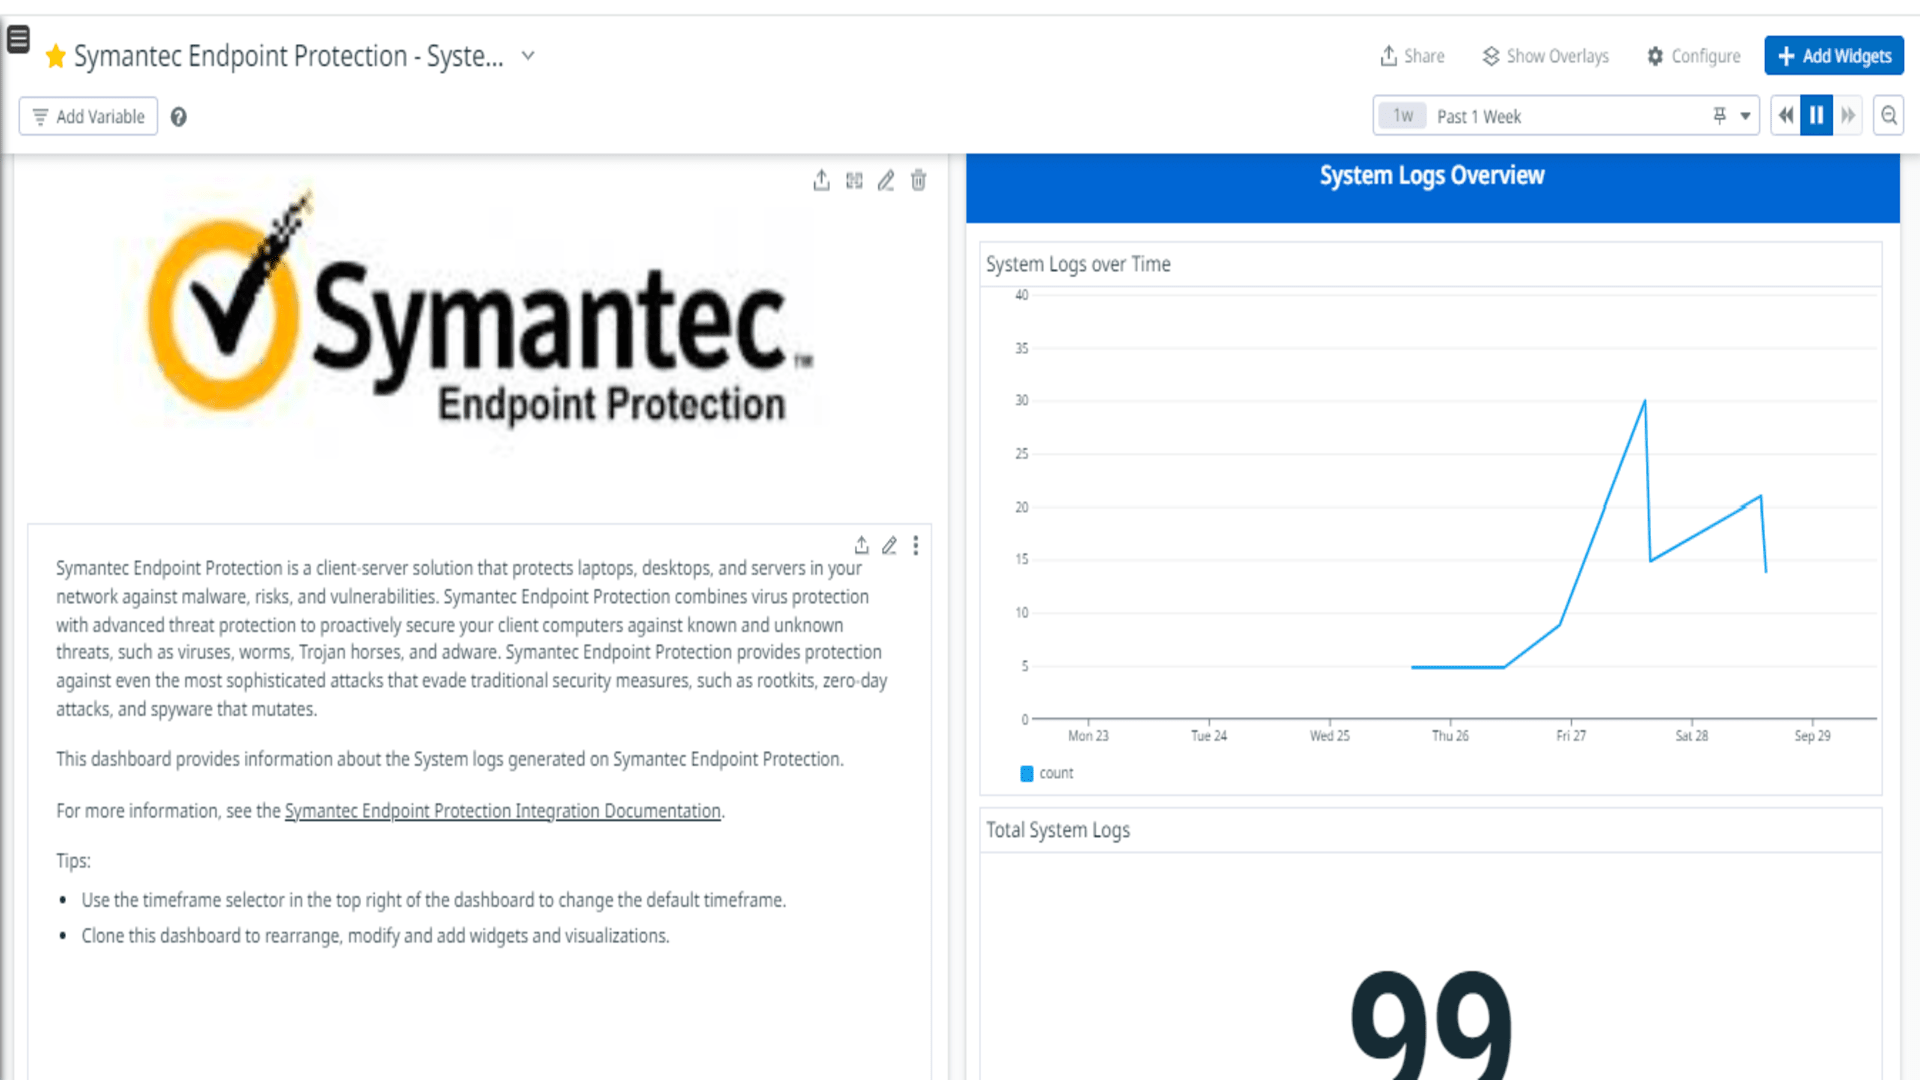 Symantec Endpoint Protection - Syste...
Share
Show Overlays
Configure
+ Add Widgets
Add Variable
?
1w Past 1 Week
Symantec™
Endpoint Protection
Symantec Endpoint Protection is a client-server solution that protects laptops, desktops, and servers in your
network against malware, risks, and vulnerabilities. Symantec Endpoint Protection combines virus protection
with advanced threat protection to proactively secure your client computers against known and unknown
threats, such as viruses, worms, Trojan horses, and adware. Symantec Endpoint Protection provides protection
against even the most sophisticated attacks that evade traditional security measures, such as rootkits, zero-day
attacks, and spyware that mutates.
This dashboard provides information about the System logs generated on Symantec Endpoint Protection.
For more information, see the Symantec Endpoint Protection Integration Documentation.
Tips:
• Use the timeframe selector in the top right of the dashboard to change the default timeframe.
• Clone this dashboard to rearrange, modify and add widgets and visualizations.
System Logs Overview
System Logs over Time
40
35
30
25
20
15
10
5
0
Mon 23 Tue 24 Wed 25 Thu 26 Fri 27 Sat 28 Sep 29
count
Total System Logs
99